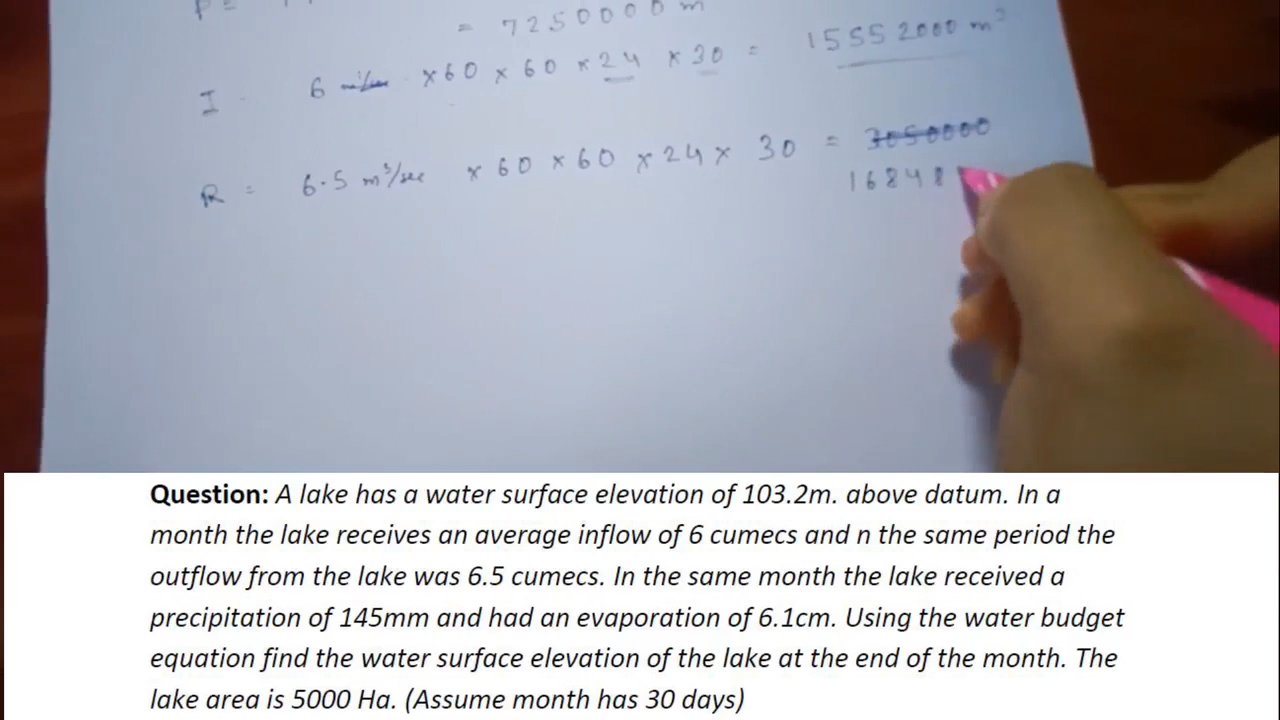 P =
= 7250000 m
I 6 m³/sec × 60 × 60 × 24 × 30 = 15552000 m³
R = 6.5 m³/sec × 60 × 60 × 24 × 30 = 3050000
16848
Question: A lake has a water surface elevation of 103.2m. above datum. In a
month the lake receives an average inflow of 6 cumecs and n the same period the
outflow from the lake was 6.5 cumecs. In the same month the lake received a
precipitation of 145mm and had an evaporation of 6.1cm. Using the water budget
equation find the water surface elevation of the lake at the end of the month. The
lake area is 5000 Ha. (Assume month has 30 days)